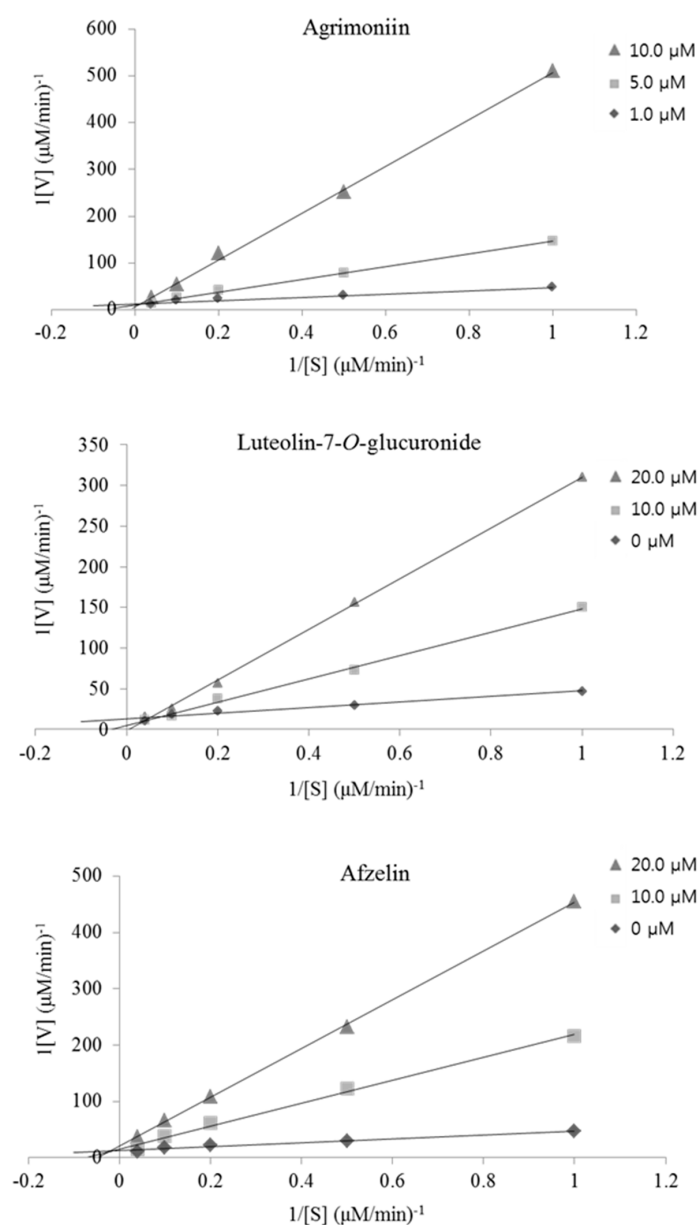 Agrimoniin
10.0 µM
5.0 µM
1.0 µM
600
500
400
300
200
100
0
-0.2
0
0.2
0.4
0.6
0.8
1
1.2
1[V] (µM/min)-1
1/[S] (µM/min)-1
Luteolin-7-O-glucuronide
20.0 µM
10.0 µM
0 µM
350
300
250
200
150
100
50
0
-0.2
0
0.2
0.4
0.6
0.8
1
1.2
1[V] (µM/min)-1
1/[S] (µM/min)-1
Afzelin
20.0 µM
10.0 µM
0 µM
500
400
300
200
100
0
-0.2
0
0.2
0.4
0.6
0.8
1
1.2
1[V] (µM/min)-1
1/[S] (µM/min)-1